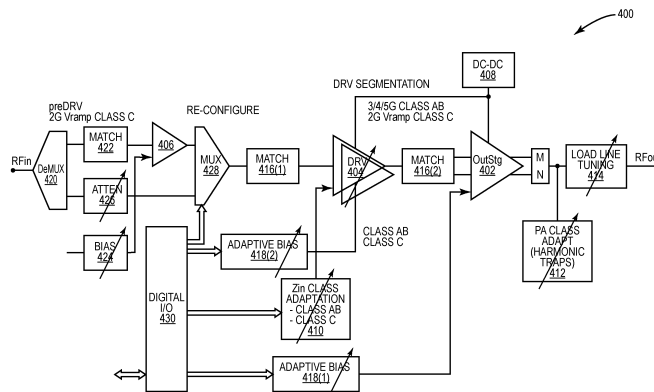 400
DC-DC
408
DRV SEGMENTATION
preDRV
2G Vramp CLASS C
RE-CONFIGURE
3/4/5G CLASS AB
2G Vramp CLASS C
RFin
DeMUX
420
MATCH
422
406
MUX
428
MATCH
416(1)
DRV
404
MATCH
416(2)
OutStg
402
M
N
LOAD LINE
TUNING
414
RFout
ATTEN
426
BIAS
424
ADAPTIVE BIAS
418(2)
CLASS AB
CLASS C
PA CLASS
ADAPT
(HARMONIC
TRAPS)
412
DIGITAL
I/O
430
Zin CLASS
ADAPTATION
- CLASS AB
- CLASS C
410
ADAPTIVE BIAS
418(1)